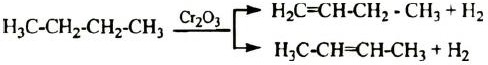 H₂C=CH-CH₂ - CH₃ + H₂
H₃C-CH₂-CH₂-CH₃ Cr₂O₃
H₃C-CH=CH-CH₃ + H₂